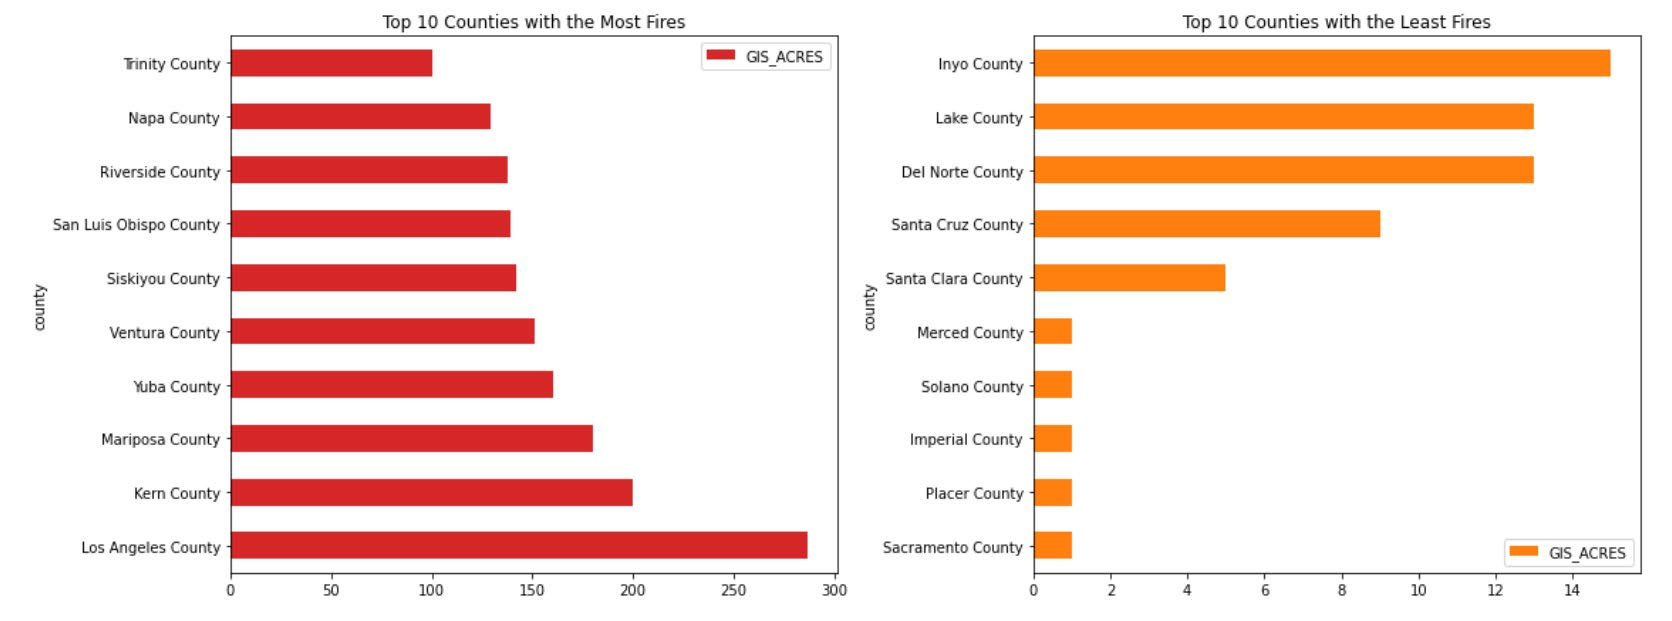 Top 10 Counties with the Most Fires
GIS_ACRES
Trinity County
Napa County
Riverside County
San Luis Obispo County
Siskiyou County
Ventura County
Yuba County
Mariposa County
Kern County
Los Angeles County
county
0 50 100 150 200 250 300
Top 10 Counties with the Least Fires
Inyo County
Lake County
Del Norte County
Santa Cruz County
Santa Clara County
Merced County
Solano County
Imperial County
Placer County
Sacramento County
county
GIS_ACRES
0 2 4 6 8 10 12 14